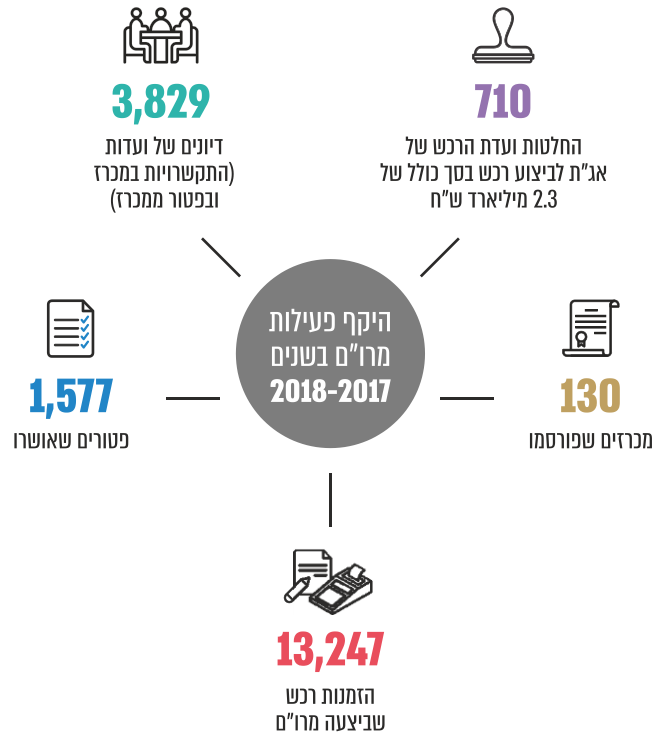 710
החלטות ועדת הרכש של
אג"ת לביצוע רכש בסך כולל של
2.3 מיליארד ש"ח
3,829
דיונים של ועדות
(התקשרויות במכרז
ובפטור ממכרז)
היקף פעילות
מרו"ם בשנים
2018-2017
130
מכרזים שפורסמו
1,577
פטורים שאושרו
13,247
הזמנות רכש
שביצעה מרו"ם